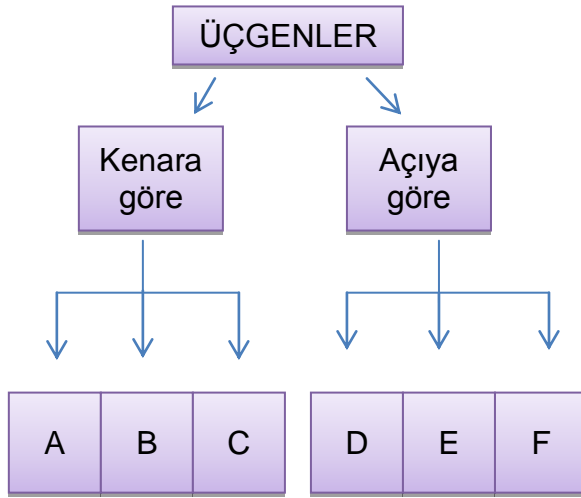 ÜÇGENLER
Kenara
göre
Açıya
göre
A B C D E F